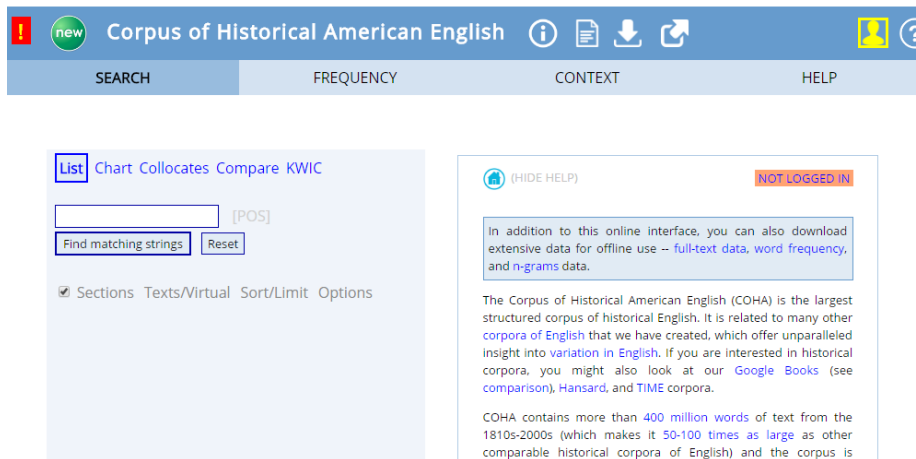 ! new Corpus of Historical American English
SEARCH FREQUENCY CONTEXT HELP
List Chart Collocates Compare KWIC
[POS]
Find matching strings Reset
Sections Texts/Virtual Sort/Limit Options
(HIDE HELP) NOT LOGGED IN
In addition to this online interface, you can also download
extensive data for offline use -- full-text data, word frequency,
and n-grams data.
The Corpus of Historical American English (COHA) is the largest
structured corpus of historical English. It is related to many other
corpora of English that we have created, which offer unparalleled
insight into variation in English. If you are interested in historical
corpora, you might also look at our Google Books (see
comparison), Hansard, and TIME corpora.
COHA contains more than 400 million words of text from the
1810s-2000s (which makes it 50-100 times as large as other
comparable historical corpora of English) and the corpus is